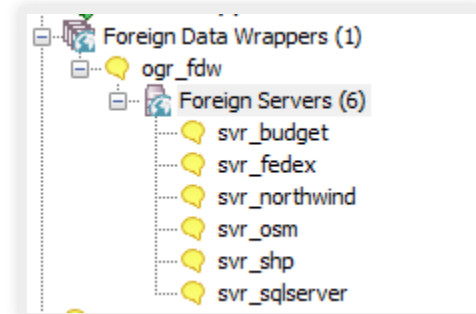 Foreign Data Wrappers (1)
ogr_fdw
Foreign Servers (6)
svr_budget
svr_fedex
svr_northwind
svr_osm
svr_shp
svr_sqlserver